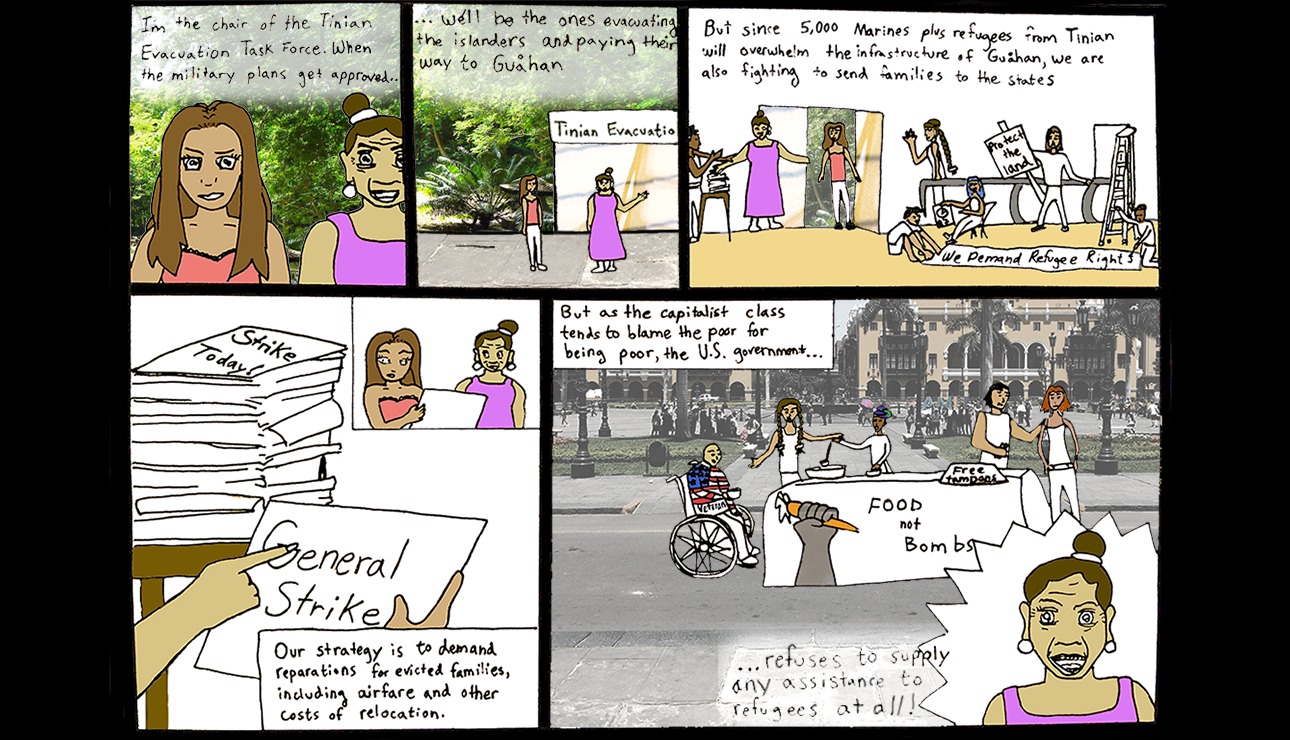 I'm the chair of the Tinian
Evacuation Task Force. When
the military plans get approved..
... we'll be the ones evacuating
the islanders and paying their
way to Guåhan
Tinian Evacuatio
But since 5,000 Marines plus refugees from Tinian
will overwhelm the infrastructure of Guåhan, we are
also fighting to send families to the states
Protect
the
land
We Demand Refugee Rights
Strike
Today!
General
Strike
Our strategy is to demand
reparations for evicted families,
including airfare and other
costs of relocation.
But as the capitalist class
tends to blame the poor for
being poor, the U.S. government...
Veteran
Free
tampons
FOOD
not
Bombs
...refuses to supply
any assistance to
refugees at all!